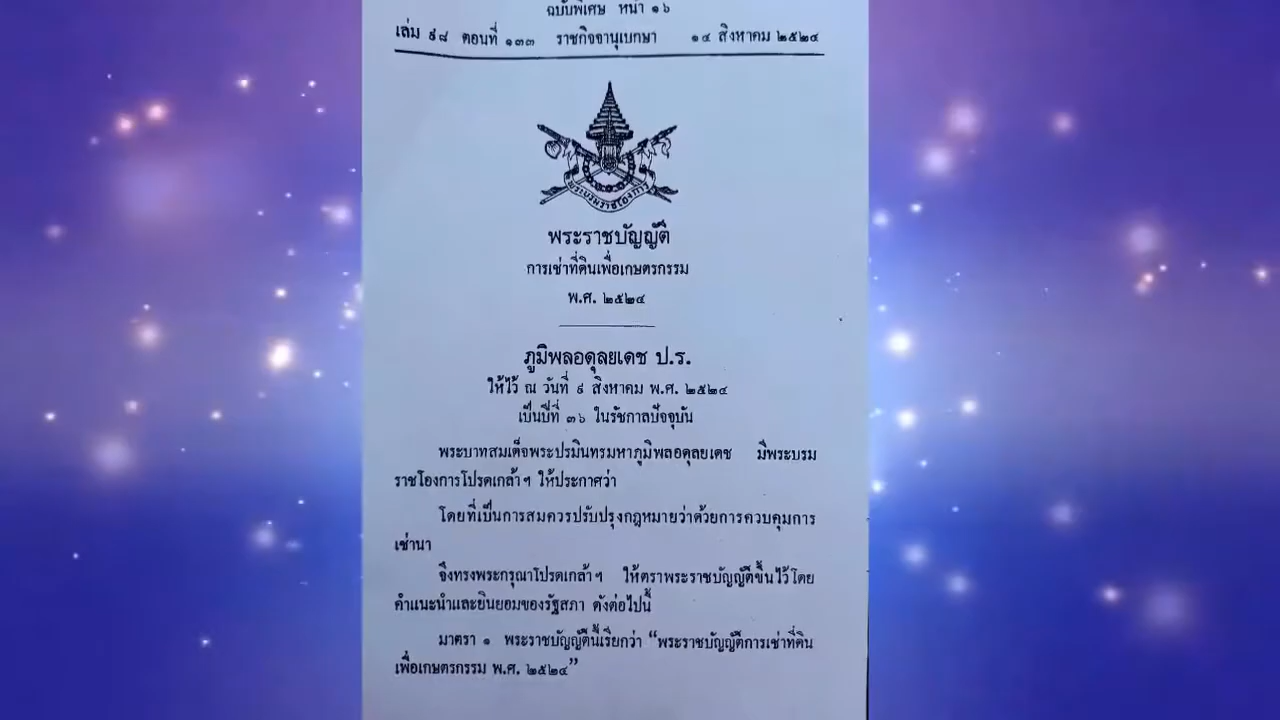 ฉบับพิเศษ หน้า ๑๖
เล่ม ๙๘ ตอนที่ ๑๓๓ ราชกิจจานุเบกษา ๑๔ สิงหาคม ๒๕๒๔
พระบรมราชโองการ
พระราชบัญญัติ
การเช่าที่ดินเพื่อเกษตรกรรม
พ.ศ. ๒๕๒๔
ภูมิพลอดุลยเดช ป.ร.
ให้ไว้ ณ วันที่ ๙ สิงหาคม พ.ศ. ๒๕๒๔
เป็นปีที่ ๓๖ ในรัชกาลปัจจุบัน
พระบาทสมเด็จพระปรมินทรมหาภูมิพลอดุลยเดช มีพระบรม
ราชโองการโปรดเกล้า ฯ ให้ประกาศว่า
โดยที่เป็นการสมควรปรับปรุงกฎหมายว่าด้วยการควบคุมการ
เช่านา
จึงทรงพระกรุณาโปรดเกล้า ฯ ให้ตราพระราชบัญญัติขึ้นไว้โดย
คำแนะนำและยินยอมของรัฐสภา ดังต่อไปนี้
มาตรา ๑ พระราชบัญญัตินี้เรียกว่า “พระราชบัญญัติการเช่าที่ดิน
เพื่อเกษตรกรรม พ.ศ. ๒๕๒๔”